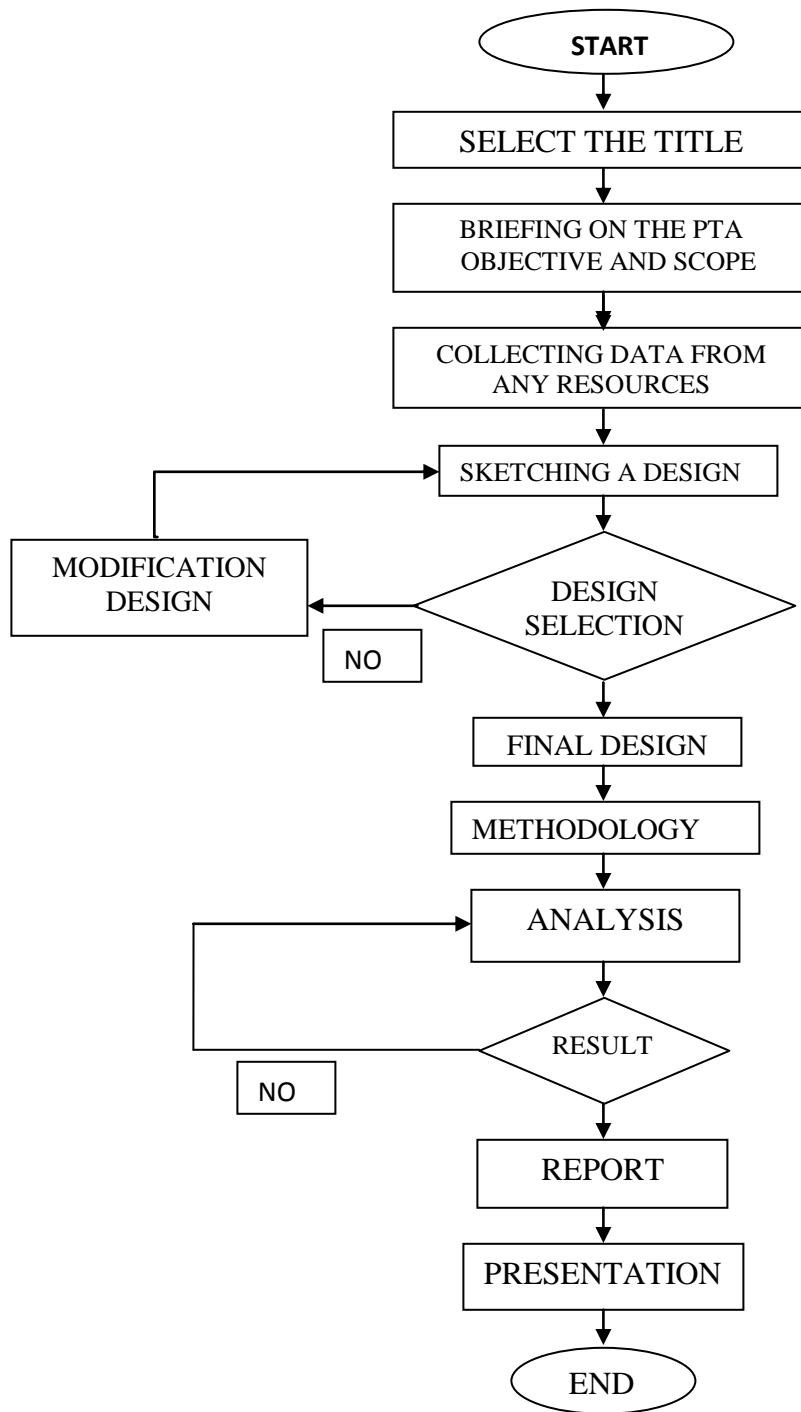 START
SELECT THE TITLE
BRIEFING ON THE PTA
OBJECTIVE AND SCOPE
COLLECTING DATA FROM
ANY RESOURCES
SKETCHING A DESIGN
MODIFICATION
DESIGN
DESIGN
SELECTION
NO
FINAL DESIGN
METHODOLOGY
ANALYSIS
RESULT
NO
REPORT
PRESENTATION
END